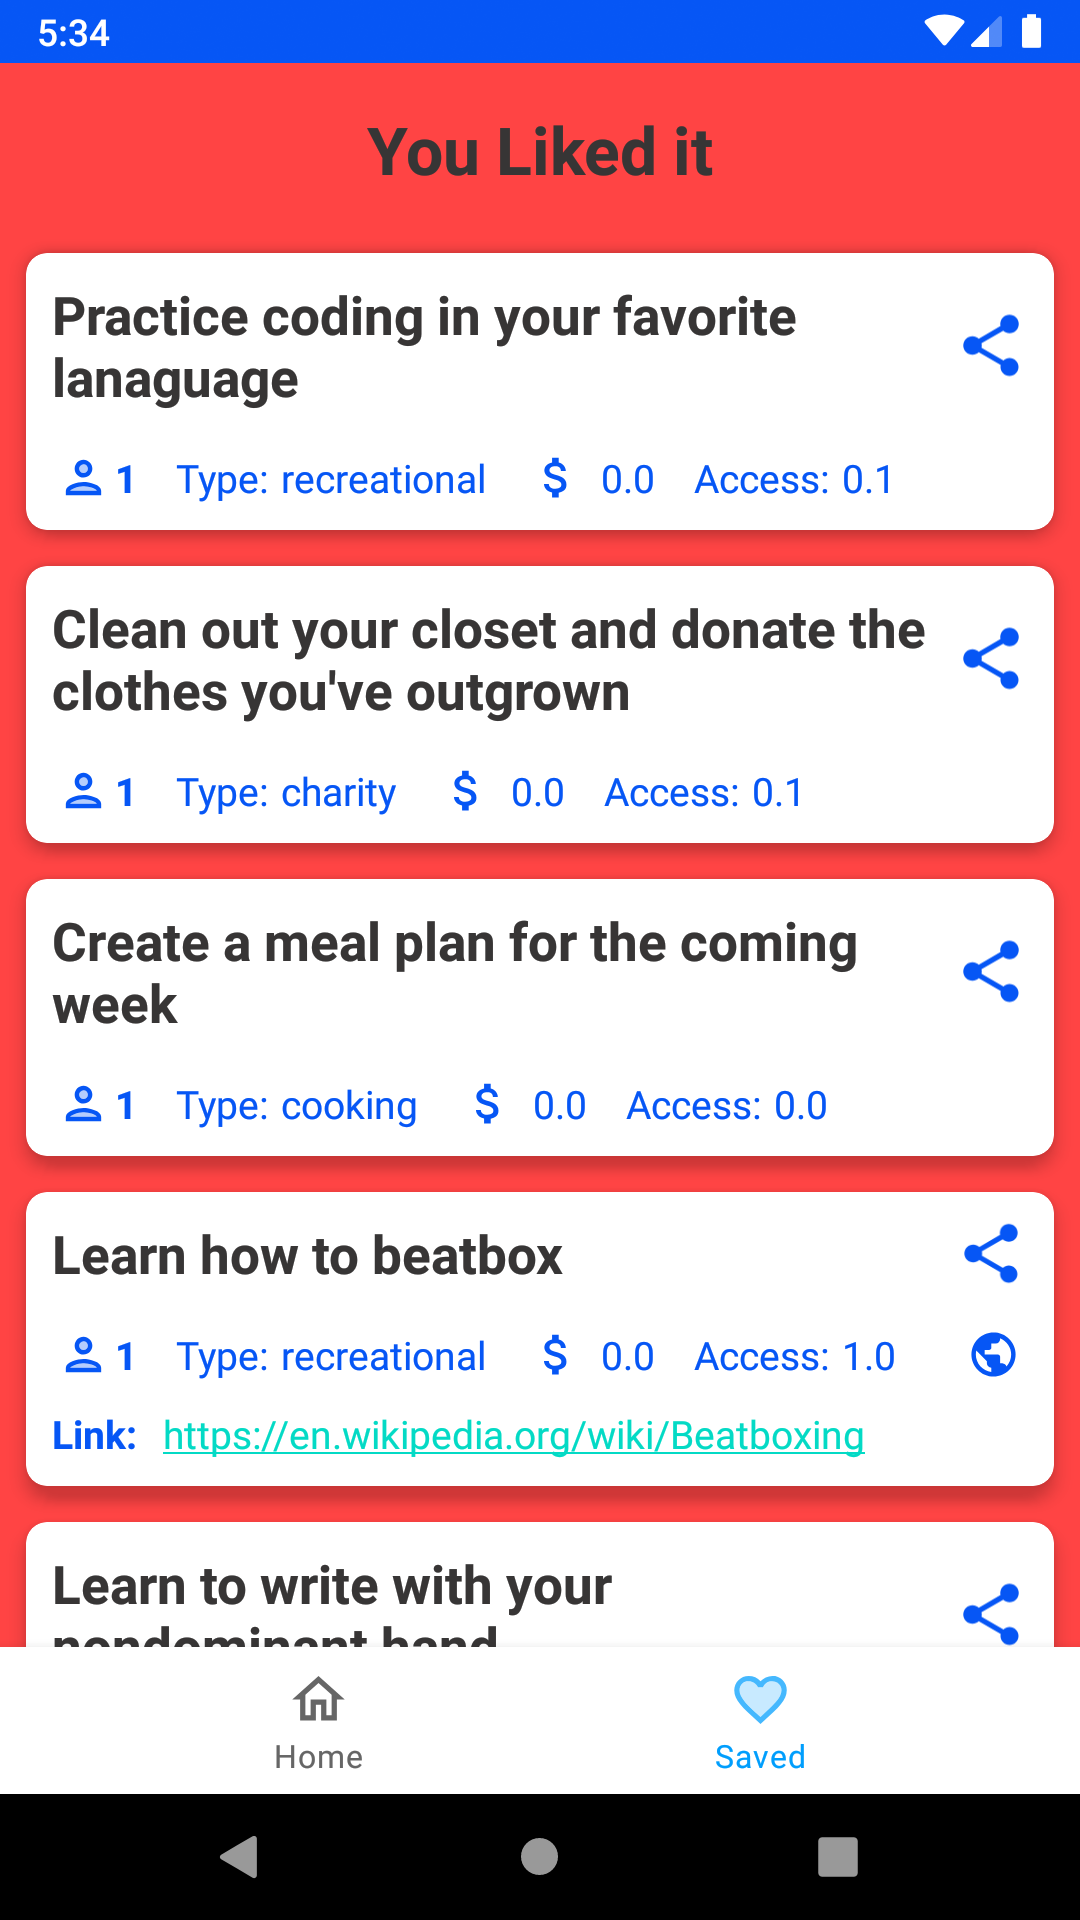 5:34
You Liked it
Practice coding in your favorite
lanaguage
1 Type: recreational $ 0.0 Access: 0.1
Clean out your closet and donate the
clothes you've outgrown
1 Type: charity $ 0.0 Access: 0.1
Create a meal plan for the coming
week
1 Type: cooking $ 0.0 Access: 0.0
Learn how to beatbox
1 Type: recreational $ 0.0 Access: 1.0
Link: https://en.wikipedia.org/wiki/Beatboxing
Learn to write with your
nondominant hand
Home Saved